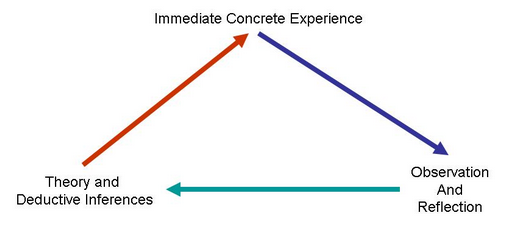 Immediate Concrete Experience
Theory and
Deductive Inferences
Observation
And
Reflection